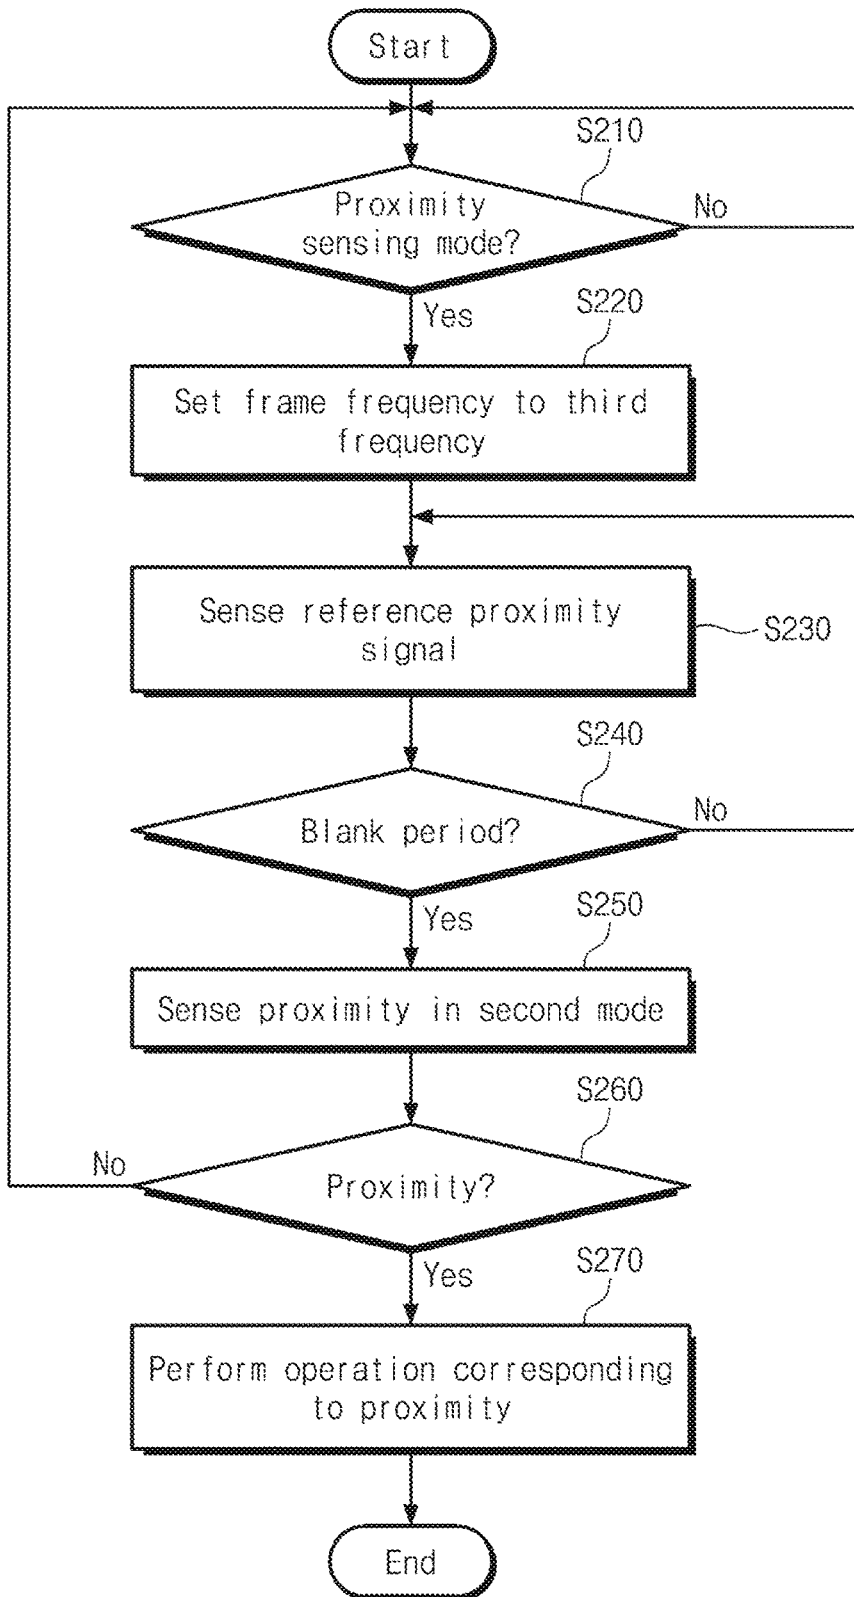 Start
S210
Proximity
sensing mode?
No
Yes
S220
Set frame frequency to third
frequency
Sense reference proximity
signal
S230
S240
Blank period?
No
Yes
S250
Sense proximity in second mode
S260
No
Proximity?
Yes
S270
Perform operation corresponding
to proximity
End